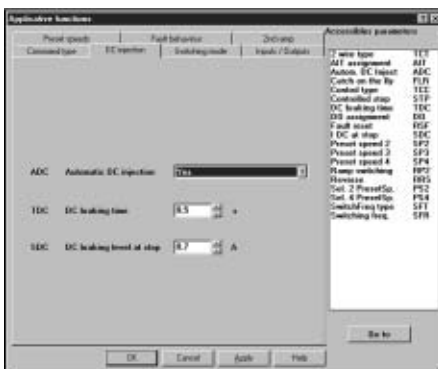 Applicative functions
Preset speeds
Fault behaviour
2nd ramp
Command type
DC injection
Switching mode
Inputs / Outputs
ADC Automatic DC injection Yes
TDC DC braking time 0.5 s
SDC DC braking level at stop 0.7 A
OK
Cancel
Apply
Help
Accessibles parameters
2 wire type TCT
AIT assignment AIT
Autom. DC Inject ADC
Catch on the fly FLR
Control type TCC
Controlled stop STP
DC braking time TDC
DO assignment DO
Fault reset RSF
I DC at stop SDC
Preset speed 2 SP2
Preset speed 3 SP3
Preset speed 4 SP4
Ramp switching RP2
Reverse RRS
Sel. 2 PresetSp. PS2
Sel. 4 PresetSp. PS4
SwitchFreq type SFT
Switching freq. SFR
Go to